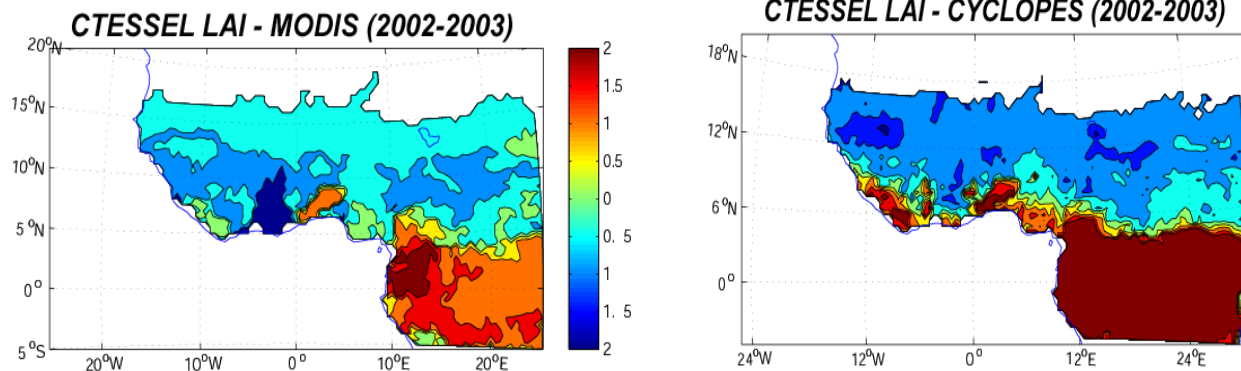 CTESSEL LAI - MODIS (2002-2003)
CTESSEL LAI - CYCLOPES (2002-2003)
20°N
15°N
10°N
5°N
0°
5°S
20°W
10°W
0°
10°E
20°E
2
1.5
1
0.5
0
0 5
1
1 5
2
18°N
12°N
6°N
0°
24°W
12°W
0°
12°E
24°E